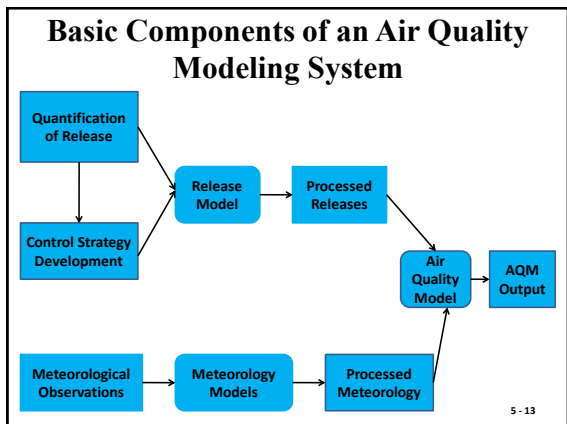 Basic Components of an Air Quality
Modeling System
Quantification
of Release
Release
Model
Processed
Releases
Control Strategy
Development
Air
Quality
Model
AQM
Output
Meteorological
Observations
Meteorology
Models
Processed
Meteorology
5 - 13